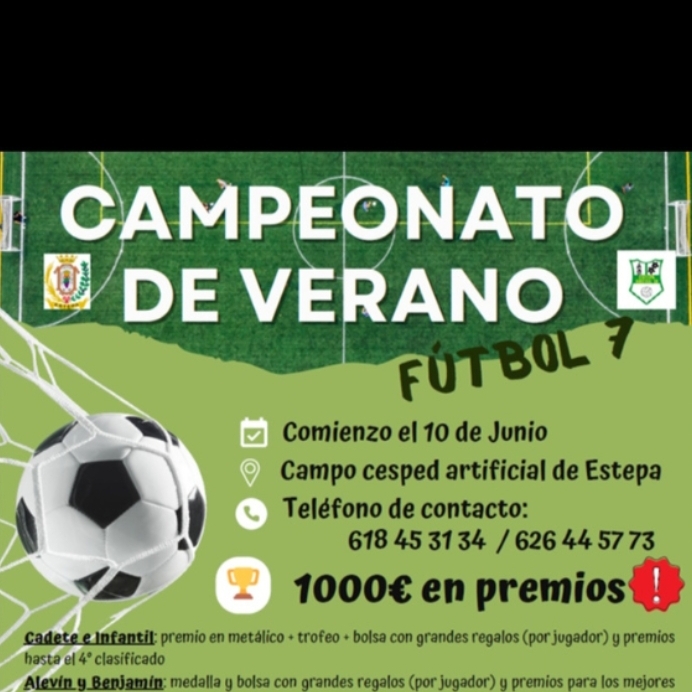 CAMPEONATO
DE VERANO
FÚTBOL 7
Comienzo el 10 de Junio
Campo cesped artificial de Estepa
Teléfono de contacto:
618 45 31 34 / 626 44 57 73
1000€ en premios
Cadete e Infantil: premio en metálico + trofeo + bolsa con grandes regalos (por jugador) y premios
hasta el 4º clasificado
Alevín y Benjamín: medalla y bolsa con grandes regalos (por jugador) y premios para los mejores